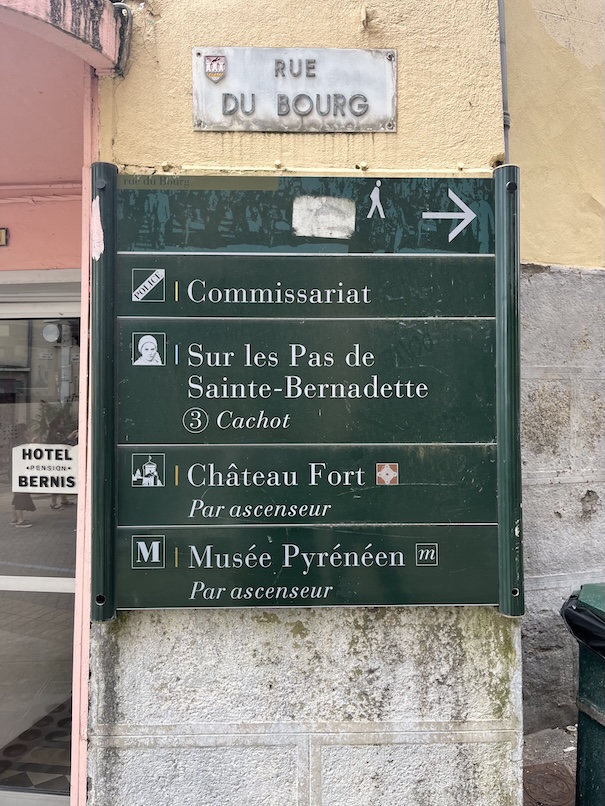 RUE
DU BOURG
rue du Bourg
POLICE
Commissariat
Sur les Pas de
Sainte-Bernadette
3 Cachot
Château Fort
Par ascenseur
M Musée Pyrénéen m
Par ascenseur
HOTEL
PENSION
BERNIS